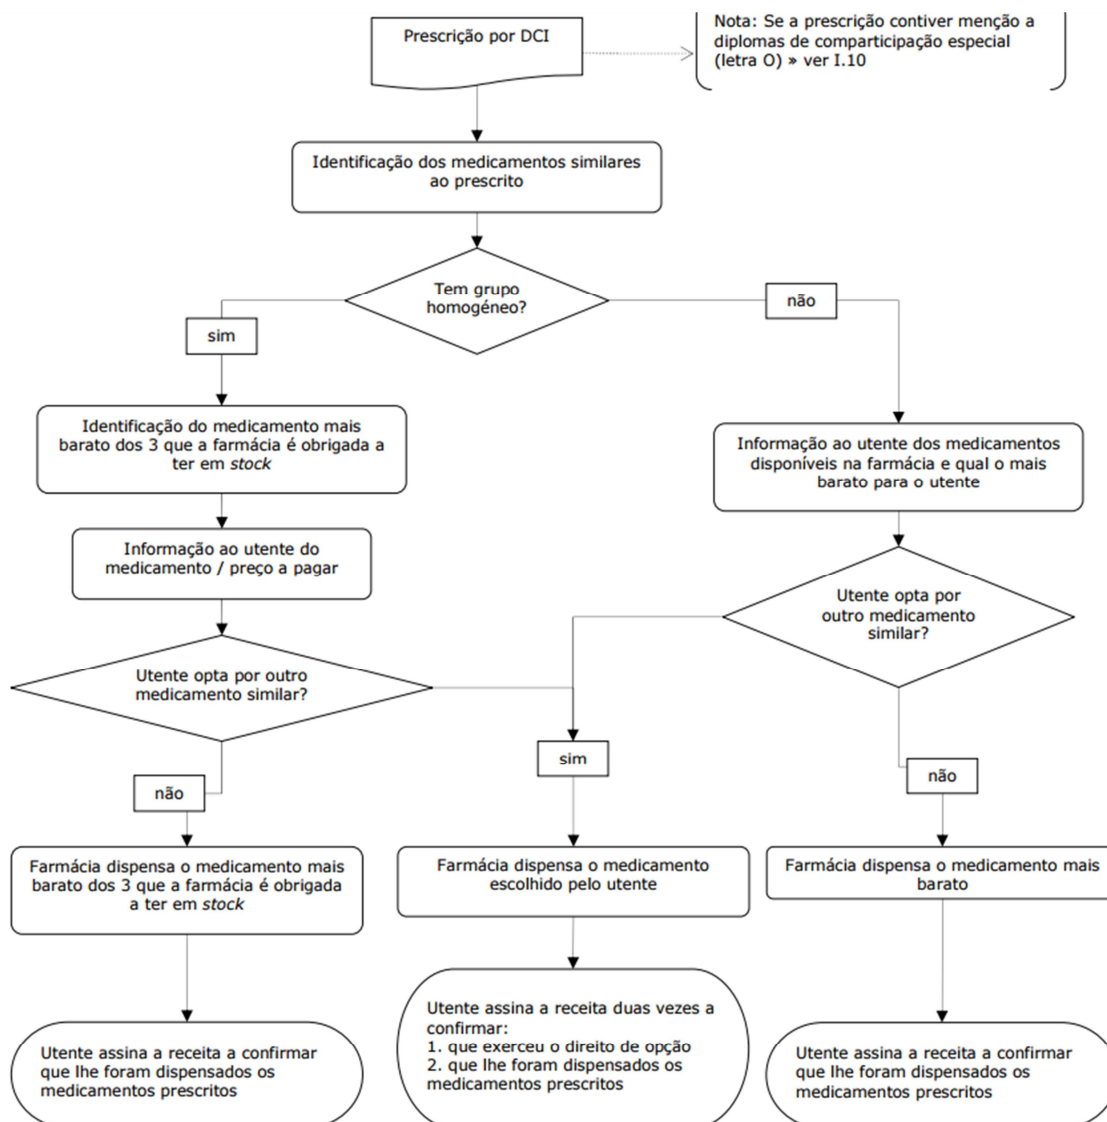 Prescrição por DCI
Nota: Se a prescrição contiver menção a
diplomas de comparticipação especial
(letra O) » ver I.10
Identificação dos medicamentos similares
ao prescrito
Tem grupo
homogéneo?
sim
não
Identificação do medicamento mais
barato dos 3 que a farmácia é obrigada a
ter em stock
Informação ao utente dos medicamentos
disponíveis na farmácia e qual o mais
barato para o utente
Informação ao utente do
medicamento / preço a pagar
Utente opta por
outro medicamento
similar?
Utente opta por outro
medicamento similar?
sim
não
não
Farmácia dispensa o medicamento mais
barato dos 3 que a farmácia é obrigada
a ter em stock
Farmácia dispensa o medicamento
escolhido pelo utente
Farmácia dispensa o medicamento mais
barato
Utente assina a receita a confirmar
que lhe foram dispensados os
medicamentos prescritos
Utente assina a receita duas vezes a
confirmar:
1. que exerceu o direito de opção
2. que lhe foram dispensados os
medicamentos prescritos
Utente assina a receita a confirmar
que lhe foram dispensados os
medicamentos prescritos